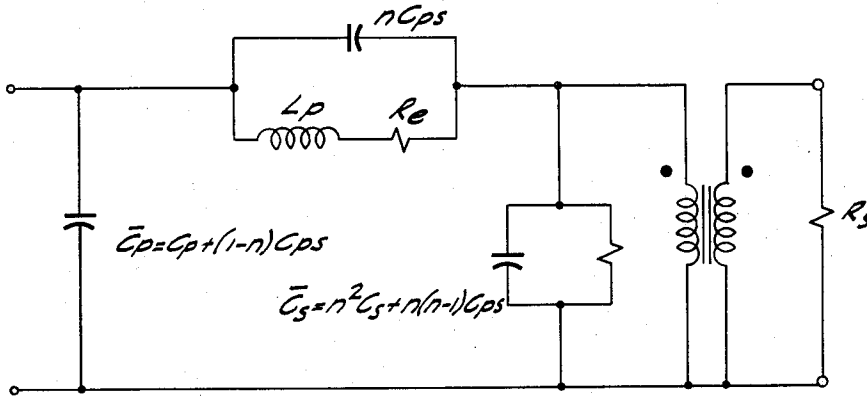 nCps
Lp
Re
C̄p=Cp+(1-n)Cps
C̄s=n²Cs+n(n-1)Cps
Rs